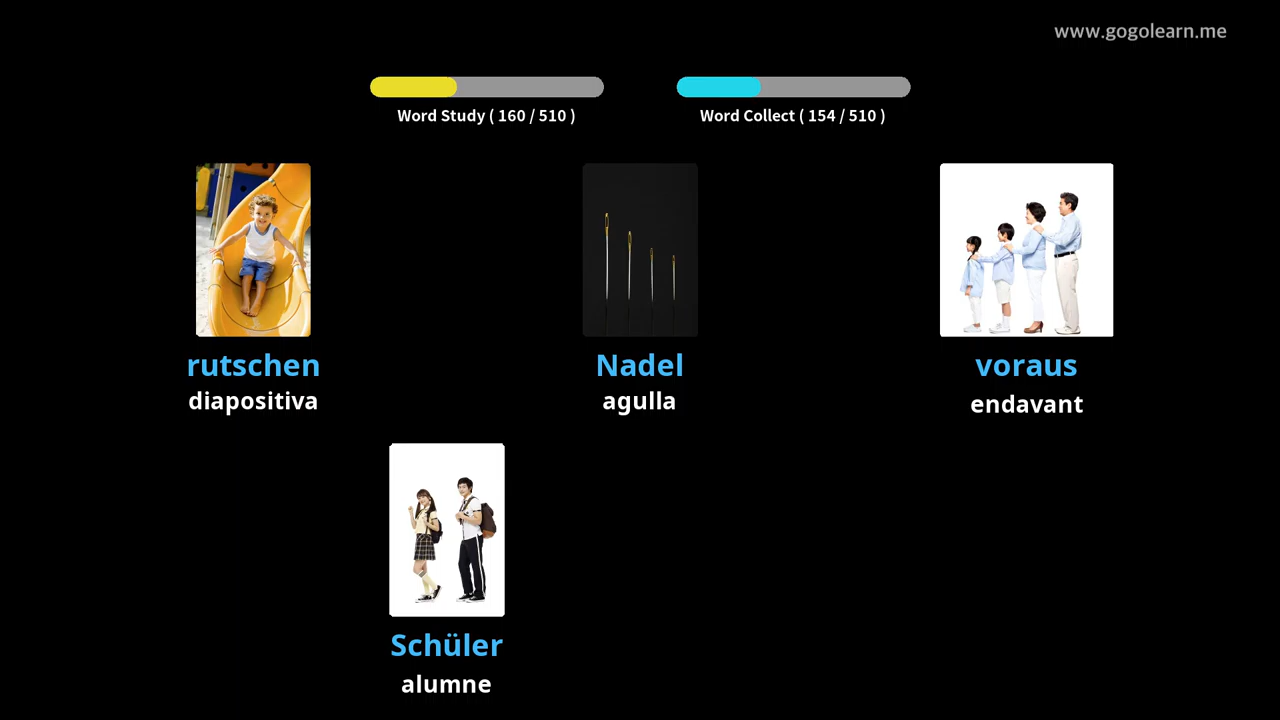 www.gogolearn.me
Word Study ( 160 / 510 )
Word Collect ( 154 / 510 )
rutschen
diapositiva
Nadel
agulla
voraus
endavant
Schüler
alumne